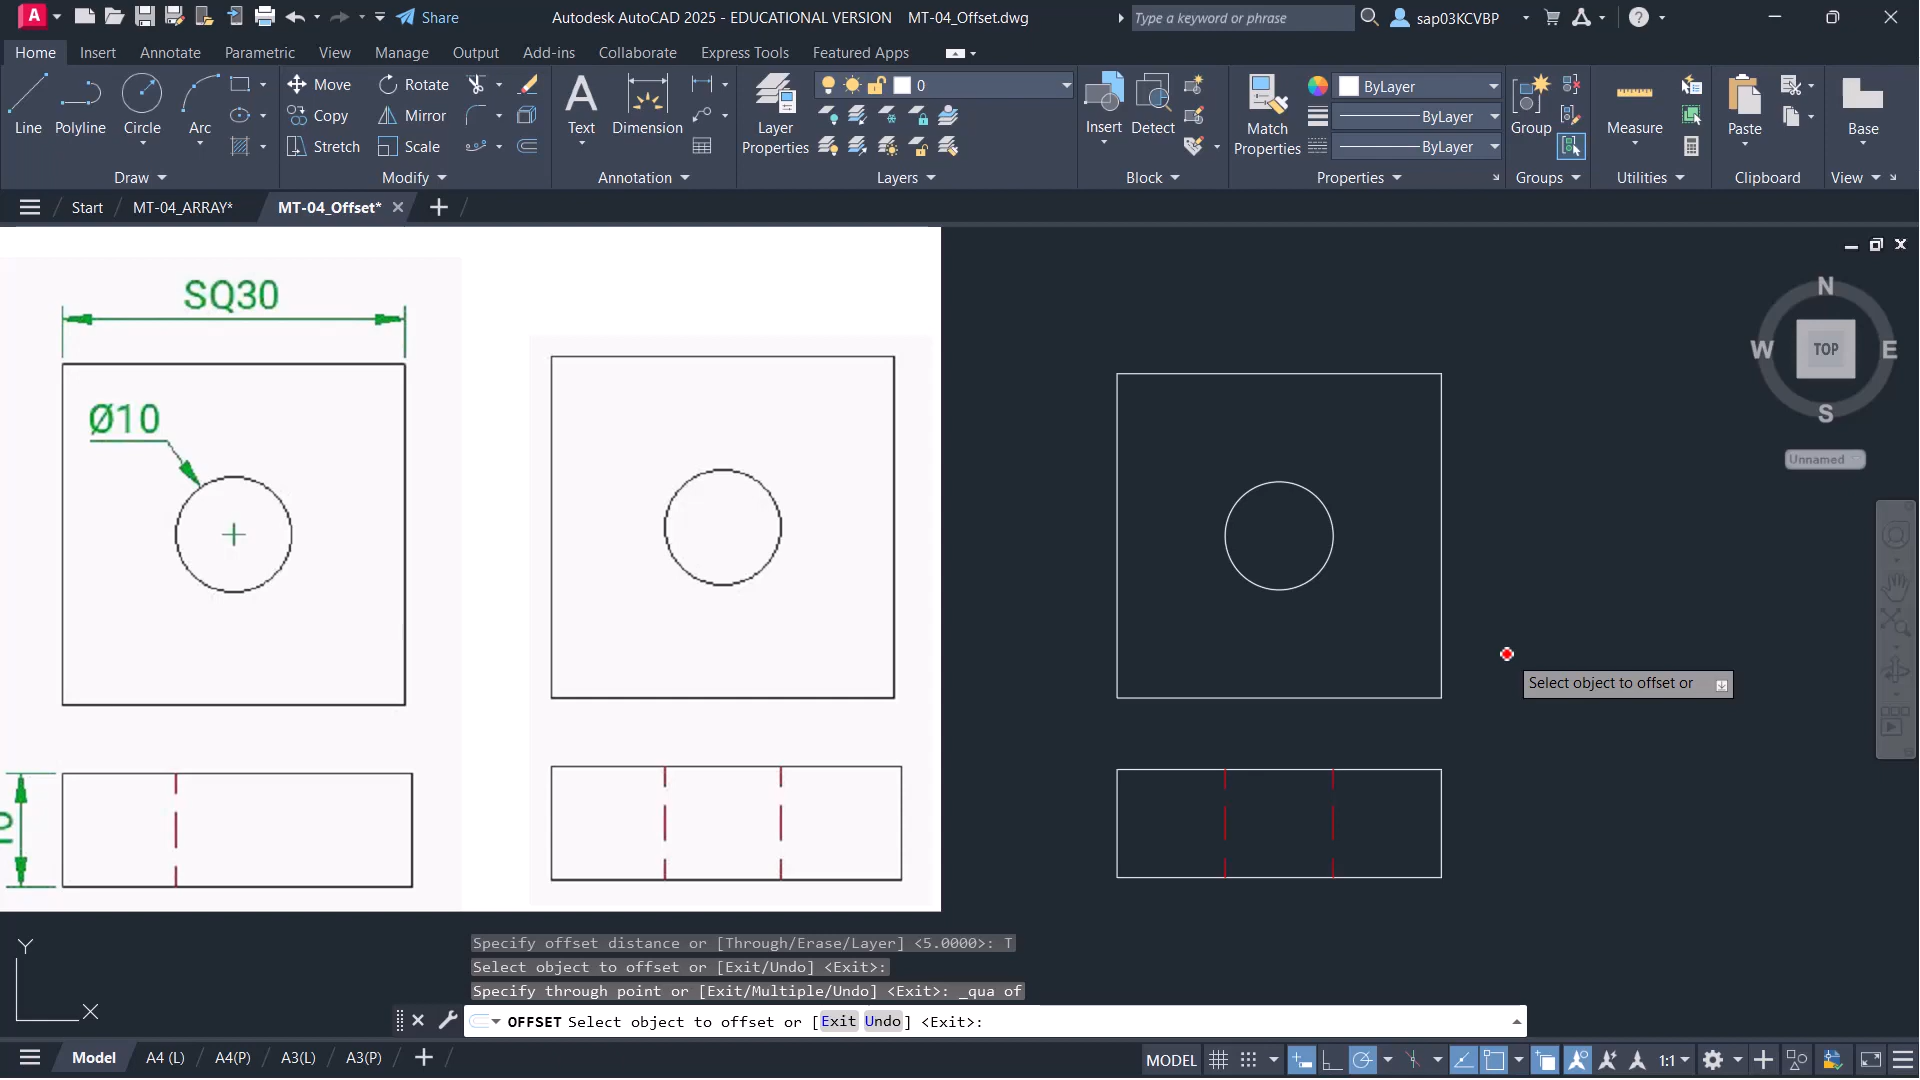 A Share Autodesk AutoCAD 2025 - EDUCATIONAL VERSION MT-04_Offset.dwg Type a keyword or phrase sap03KCVBP ?
Home Insert Annotate Parametric View Manage Output Add-ins Collaborate Express Tools Featured Apps
Line Polyline Circle Arc
Move Rotate
Copy Mirror
Stretch Scale
Text Dimension
Layer Properties
0
Insert Detect
Match Properties
ByLayer
ByLayer
ByLayer
Group
Measure
Paste
Base
Draw Modify Annotation Layers Block Properties Groups Utilities Clipboard View
Start MT-04_ARRAY* MT-04_Offset*
SQ30
Ø10
N
W TOP E
S
Unnamed
Select object to offset or
Y
X
Specify offset distance or [Through/Erase/Layer] <5.0000>: T
Select object to offset or [Exit/Undo] <Exit>:
Specify through point or [Exit/Multiple/Undo] <Exit>: _qua of
OFFSET Select object to offset or [Exit Undo] <Exit>:
Model A4 (L) A4(P) A3(L) A3(P)
MODEL 1:1